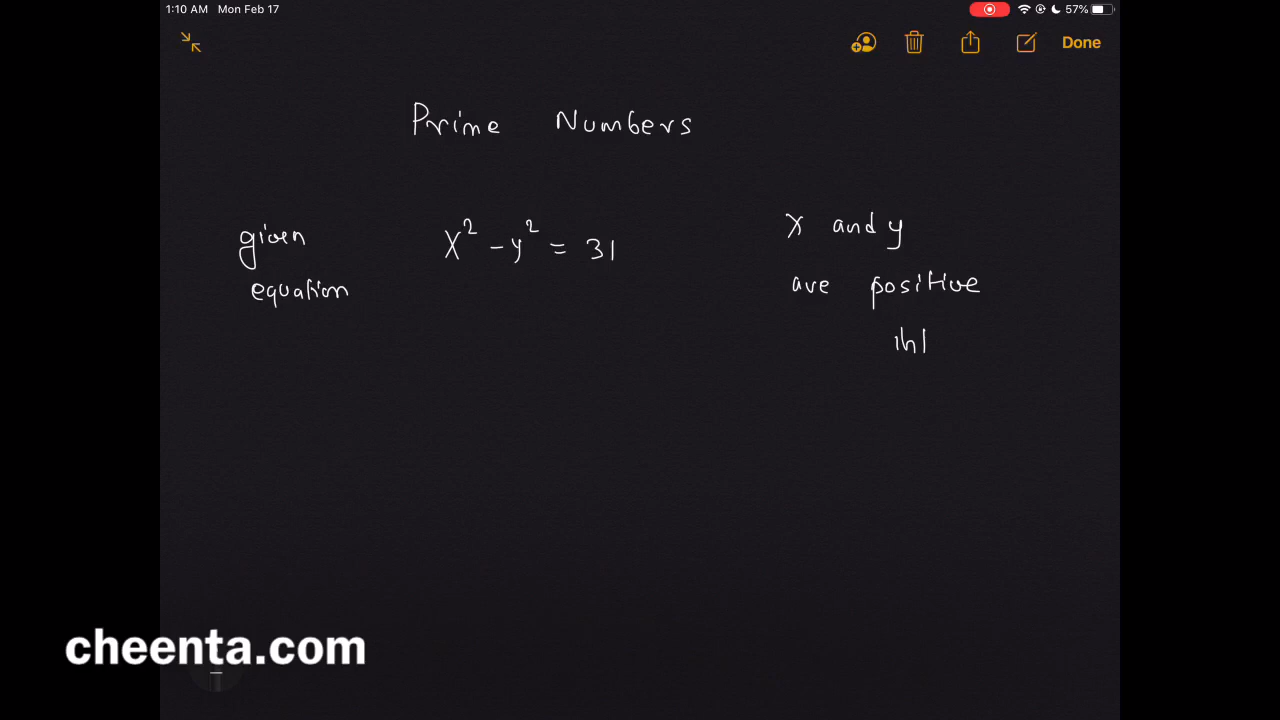 1:10 AM Mon Feb 17
57%
Done
Prime Numbers
given
equation
x² - y² = 31
x and y
are positive
int
cheenta.com